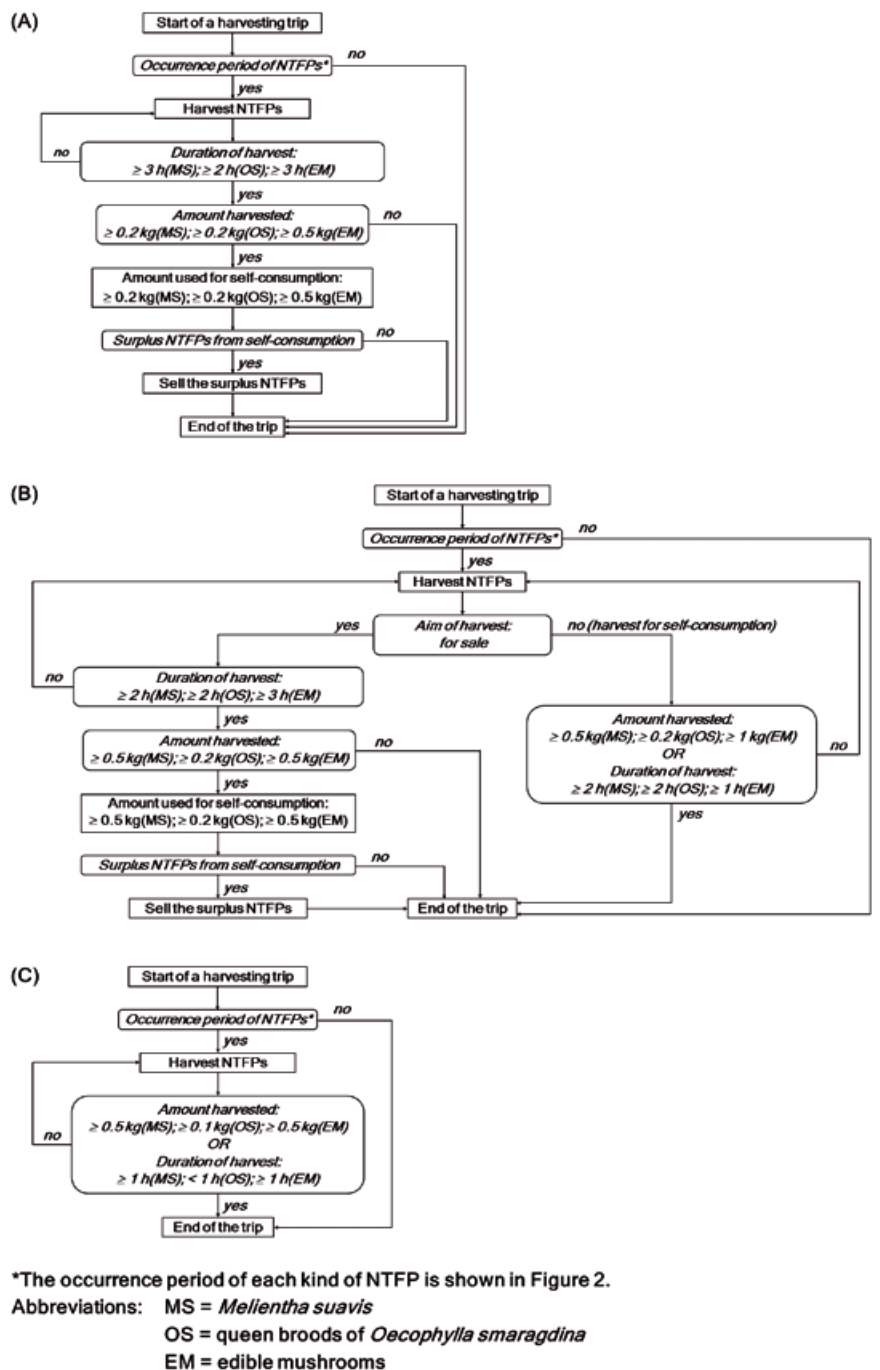 (A)
Start of a harvesting trip
Occurrence period of NTFPs*
no
yes
Harvest NTFPs
Duration of harvest:
≥ 3 h(MS); ≥ 2 h(OS); ≥ 3 h(EM)
no
yes
Amount harvested:
≥ 0.2 kg(MS); ≥ 0.2 kg(OS); ≥ 0.5 kg(EM)
no
yes
Amount used for self-consumption:
≥ 0.2 kg(MS); ≥ 0.2 kg(OS); ≥ 0.5 kg(EM)
Surplus NTFPs from self-consumption
no
yes
Sell the surplus NTFPs
End of the trip
(B)
Start of a harvesting trip
Occurrence period of NTFPs*
no
yes
Harvest NTFPs
Aim of harvest:
for sale
yes
no (harvest for self-consumption)
Duration of harvest:
≥ 2 h(MS); ≥ 2 h(OS); ≥ 3 h(EM)
no
yes
Amount harvested:
≥ 0.5 kg(MS); ≥ 0.2 kg(OS); ≥ 0.5 kg(EM)
no
yes
Amount used for self-consumption:
≥ 0.5 kg(MS); ≥ 0.2 kg(OS); ≥ 0.5 kg(EM)
Surplus NTFPs from self-consumption
no
yes
Sell the surplus NTFPs
Amount harvested:
≥ 0.5 kg(MS); ≥ 0.2 kg(OS); ≥ 1 kg(EM)
OR
Duration of harvest:
≥ 2 h(MS); ≥ 2 h(OS); ≥ 1 h(EM)
no
yes
End of the trip
(C)
Start of a harvesting trip
Occurrence period of NTFPs*
no
yes
Harvest NTFPs
Amount harvested:
≥ 0.5 kg(MS); ≥ 0.1 kg(OS); ≥ 0.5 kg(EM)
OR
Duration of harvest:
≥ 1 h(MS); < 1 h(OS); ≥ 1 h(EM)
no
yes
End of the trip
*The occurrence period of each kind of NTFP is shown in Figure 2.
Abbreviations: MS = Melientha suavis
OS = queen broods of Oecophylla smaragdina
EM = edible mushrooms